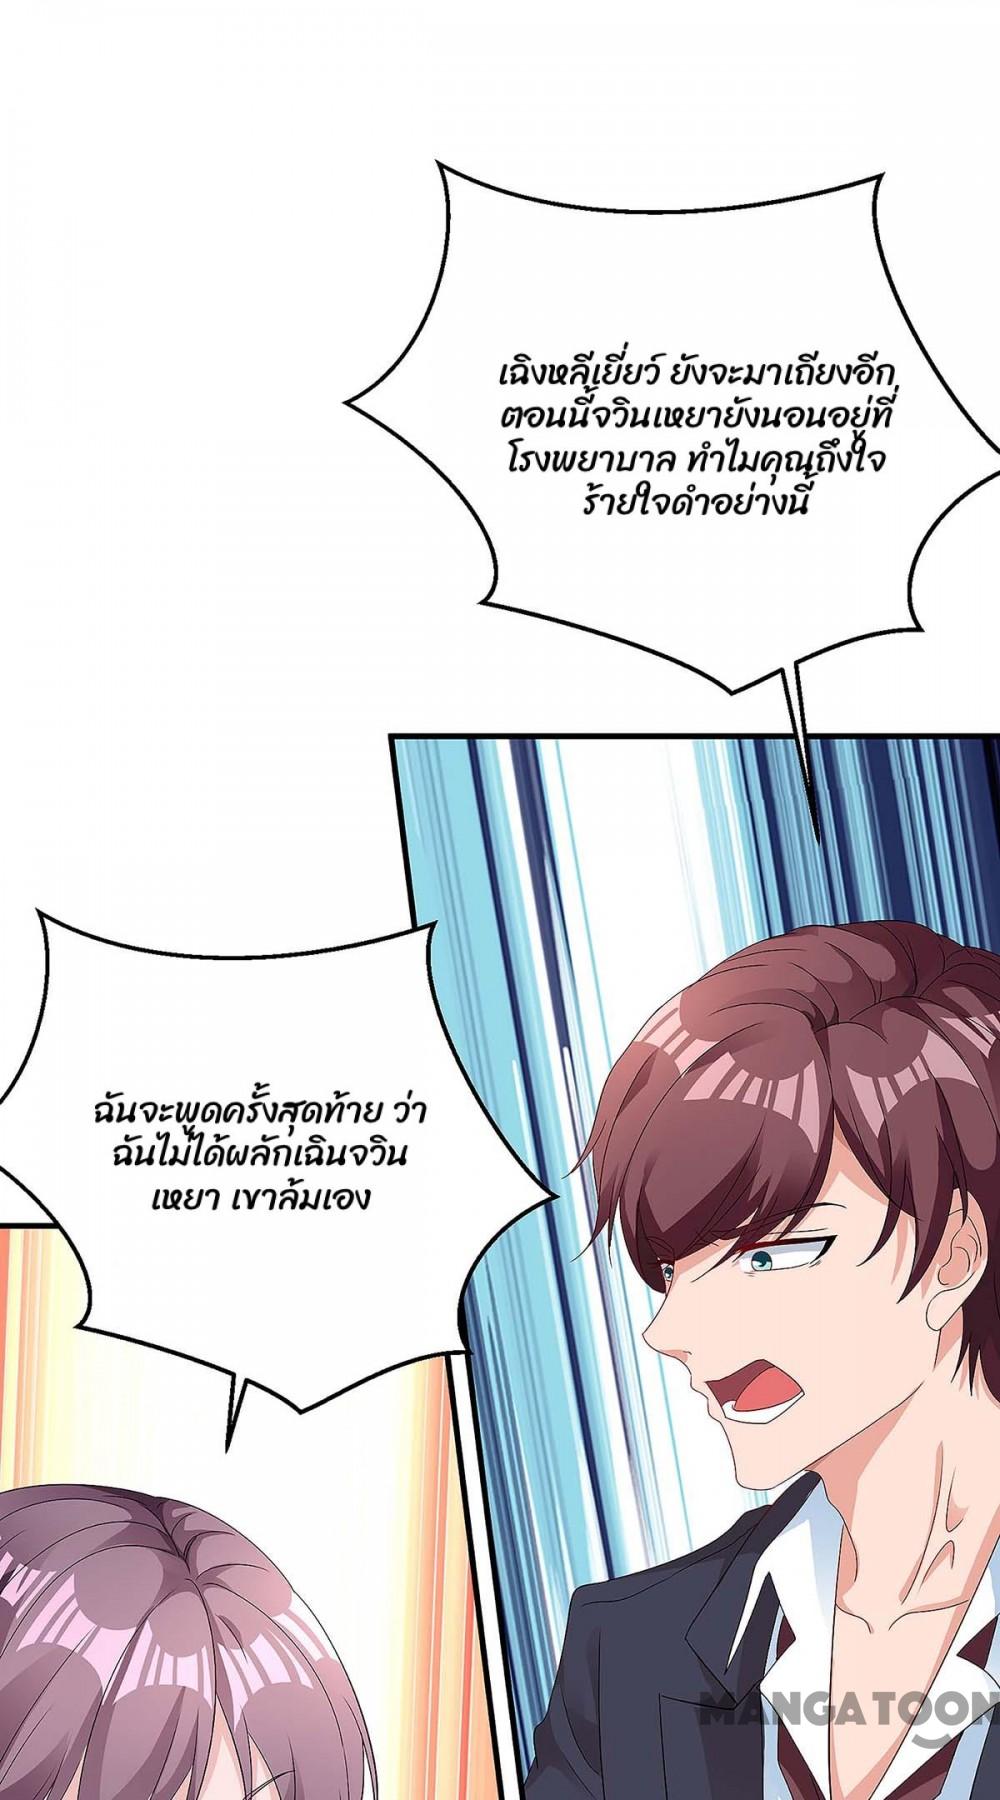 เฉิงหลีเยี่ยว์ ยังจะมาเถียงอีก
ตอนนี้จวินเหยายังนอนอยู่ที่
โรงพยาบาล ทำไมคุณถึงใจ
ร้ายใจดำอย่างนี้
ฉันจะพูดครั้งสุดท้าย ว่า
ฉันไม่ได้ผลักเฉินจวิน
เหยา เขาล้มเอง
MANGATOON